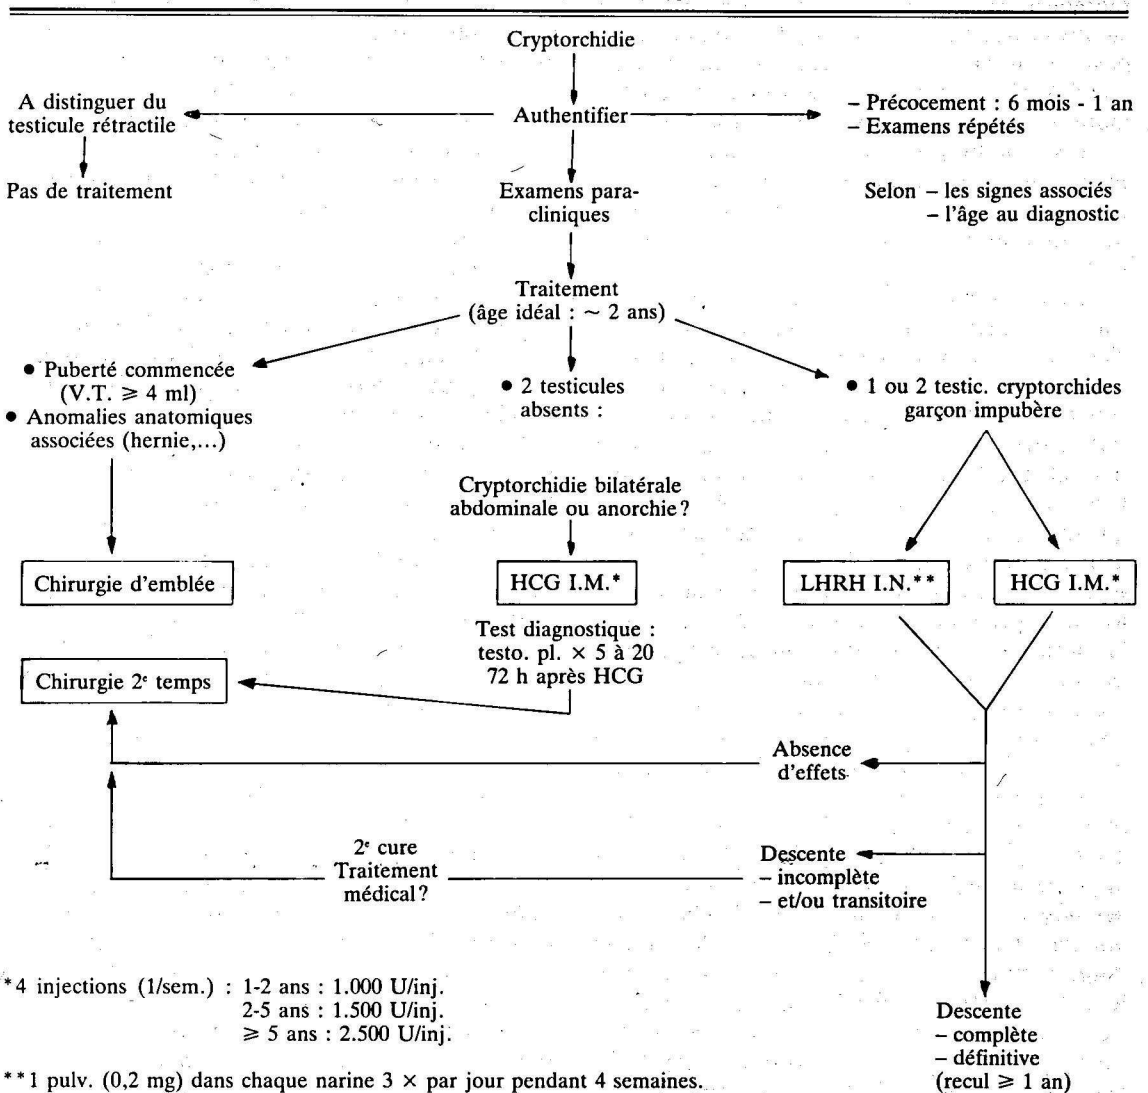 Cryptorchidie
A distinguer du
testicule rétractile
Authentifier
– Précocement : 6 mois - 1 an
– Examens répétés
Pas de traitement
Examens para-
cliniques
Selon – les signes associés
– l'âge au diagnostic
Traitement
(âge idéal : ~ 2 ans)
● Puberté commencée
(V.T. ⩾ 4 ml)
● Anomalies anatomiques
associées (hernie,...)
● 2 testicules
absents :
● 1 ou 2 testic. cryptorchides
garçon impubère
Cryptorchidie bilatérale
abdominale ou anorchie ?
Chirurgie d'emblée
HCG I.M.*
LHRH I.N.**
HCG I.M.*
Test diagnostique :
testo. pl. × 5 à 20
72 h après HCG
Chirurgie 2e temps
Absence
d'effets
2e cure
Traitement
médical ?
Descente
– incomplète
– et/ou transitoire
*4 injections (1/sem.) : 1-2 ans : 1.000 U/inj.
2-5 ans : 1.500 U/inj.
⩾ 5 ans : 2.500 U/inj.
Descente
– complète
– définitive
(recul ⩾ 1 an)
**1 pulv. (0,2 mg) dans chaque narine 3 × par jour pendant 4 semaines.